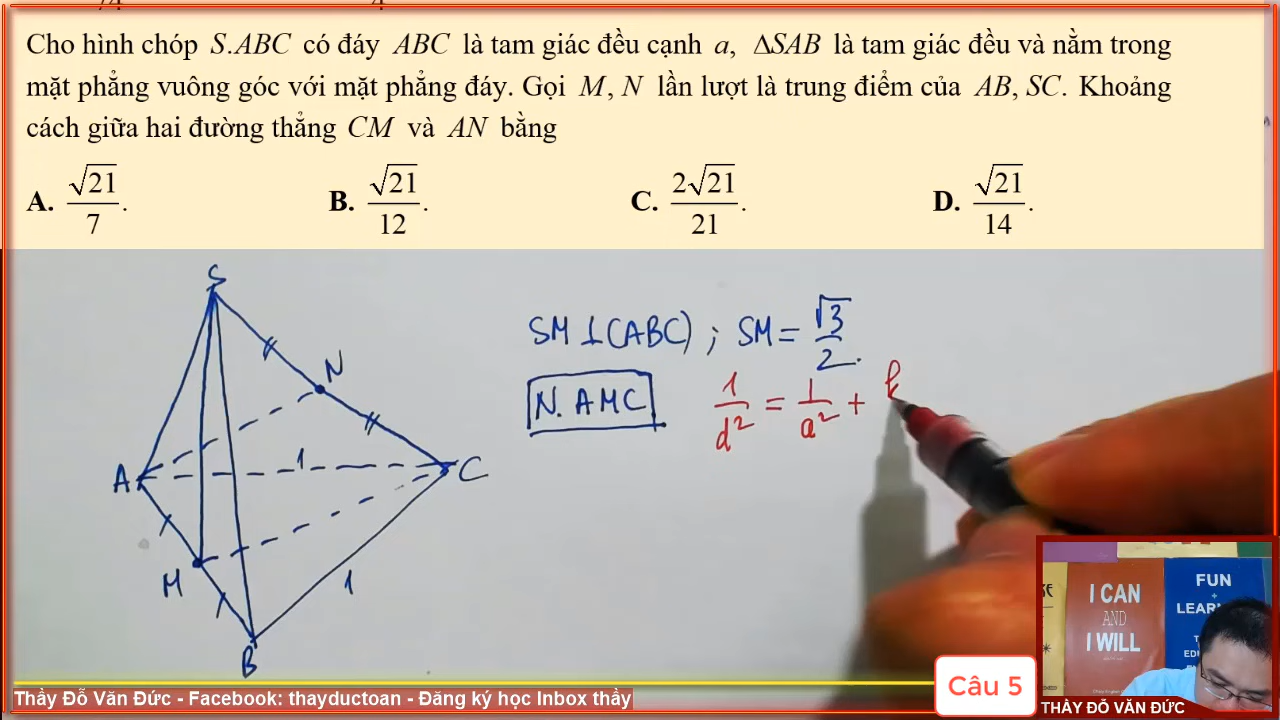 Cho hình chóp S.ABC có đáy ABC là tam giác đều cạnh a, ΔSAB là tam giác đều và nằm trong
mặt phẳng vuông góc với mặt phẳng đáy. Gọi M, N lần lượt là trung điểm của AB, SC. Khoảng
cách giữa hai đường thẳng CM và AN bằng
A. √21/7. B. √21/12. C. 2√21/21. D. √21/14.
S
N
A
1
C
M
1
B
SM ⊥ (ABC) ; SM = √3/2.
N. AMC
1/d² = 1/a² +
I CAN
AND
I WILL
FUN
+
LEAR
Câu 5
Thầy Đỗ Văn Đức - Facebook: thayductoan - Đăng ký học Inbox thầy
THẦY ĐỖ VĂN ĐỨC